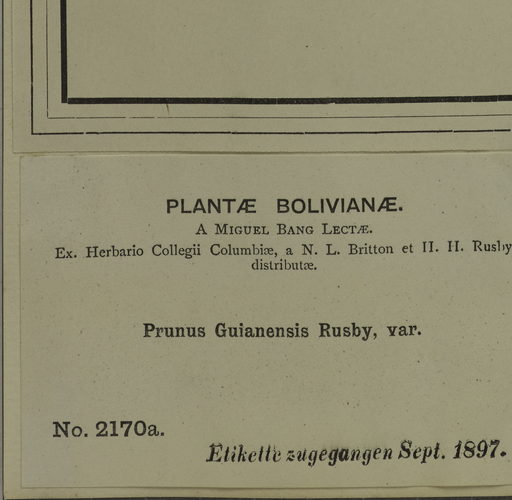 PLANTÆ BOLIVIANÆ.
A MIGUEL BANG LECTÆ.
Ex. Herbario Collegii Columbiæ, a N. L. Britton et H. H. Rusby
distributæ.
Prunus Guianensis Rusby, var.
No. 2170a.
Etikette zugegangen Sept. 1897.